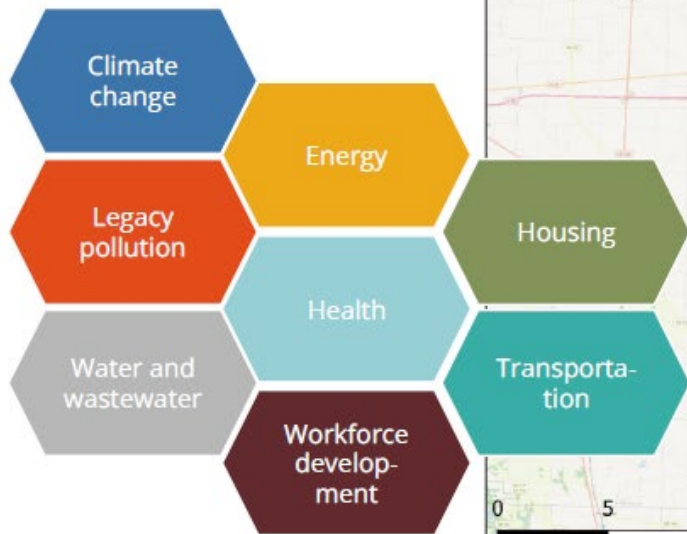 Climate
change
Energy
Legacy
pollution
Housing
Health
Water and
wastewater
Transporta-
tion
Workforce
develop-
ment
0
5